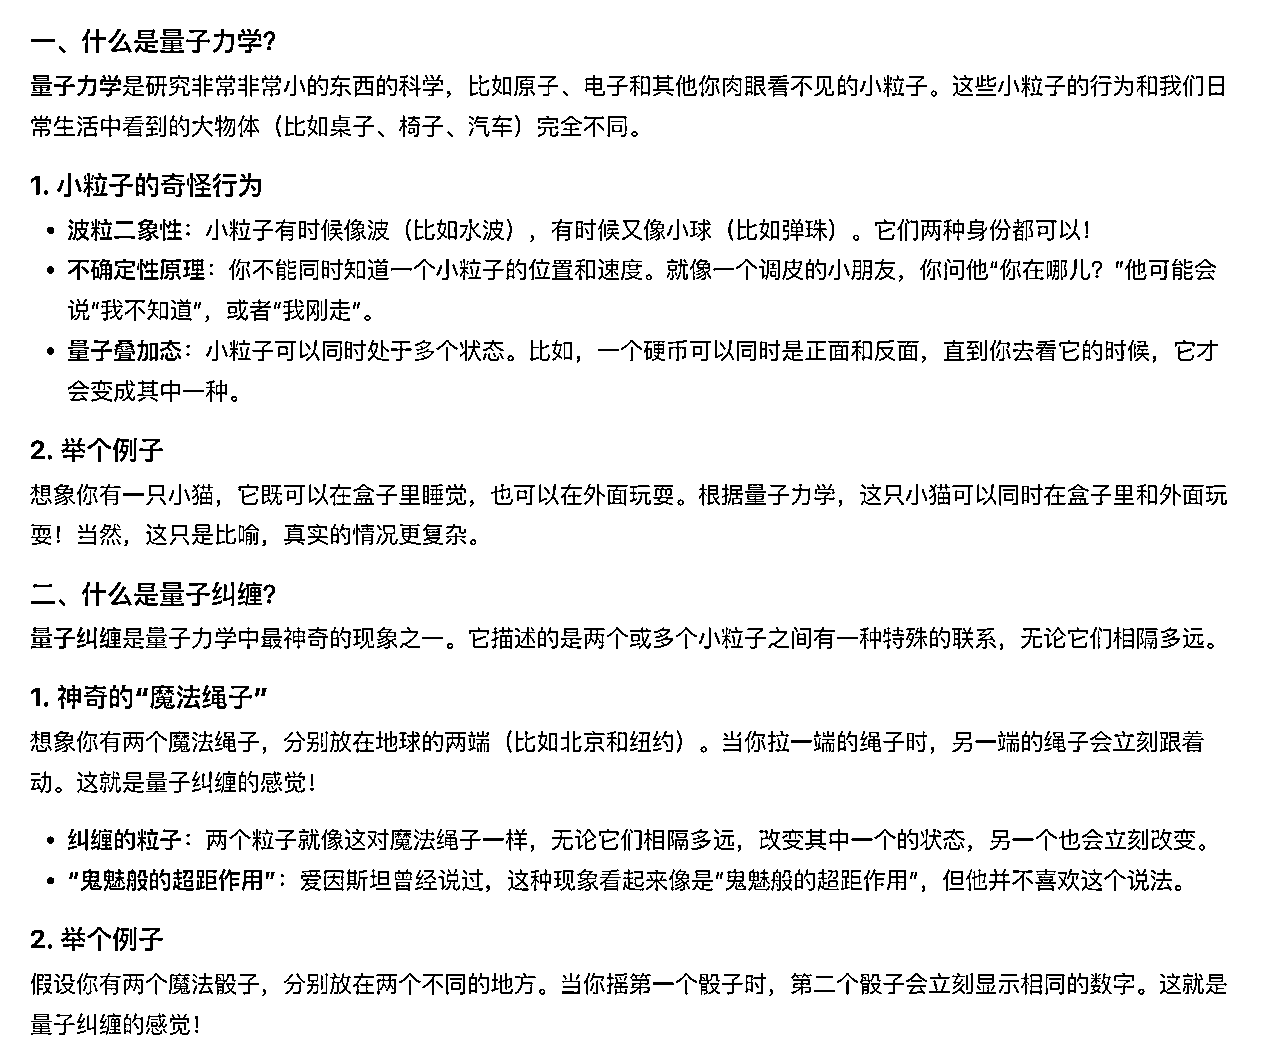 一、什么是量子力学?
量子力学是研究非常非常小的东西的科学，比如原子、电子和其他你肉眼看不见的小粒子。这些小粒子的行为和我们日
常生活中看到的大物体（比如桌子、椅子、汽车）完全不同。
1. 小粒子的奇怪行为
• 波粒二象性：小粒子有时候像波（比如水波），有时候又像小球（比如弹珠）。它们两种身份都可以！
• 不确定性原理：你不能同时知道一个小粒子的位置和速度。就像一个调皮的小朋友，你问他“你在哪儿？”他可能会
说“我不知道”，或者“我刚走”。
• 量子叠加态：小粒子可以同时处于多个状态。比如，一个硬币可以同时是正面和反面，直到你去看它的时候，它才
会变成其中一种。
2. 举个例子
想象你有一只小猫，它既可以在盒子里睡觉，也可以在外面玩耍。根据量子力学，这只小猫可以同时在盒子里和外面玩
耍！当然，这只是比喻，真实的情况更复杂。
二、什么是量子纠缠?
量子纠缠是量子力学中最神奇的现象之一。它描述的是两个或多个小粒子之间有一种特殊的联系，无论它们相隔多远。
1. 神奇的“魔法绳子”
想象你有两个魔法绳子，分别放在地球的两端（比如北京和纽约）。当你拉一端的绳子时，另一端的绳子会立刻跟着
动。这就是量子纠缠的感觉！
• 纠缠的粒子：两个粒子就像这对魔法绳子一样，无论它们相隔多远，改变其中一个的状态，另一个也会立刻改变。
• “鬼魅般的超距作用”：爱因斯坦曾经说过，这种现象看起来像是“鬼魅般的超距作用”，但他并不喜欢这个说法。
2. 举个例子
假设你有两个魔法骰子，分别放在两个不同的地方。当你摇第一个骰子时，第二个骰子会立刻显示相同的数字。这就是
量子纠缠的感觉！